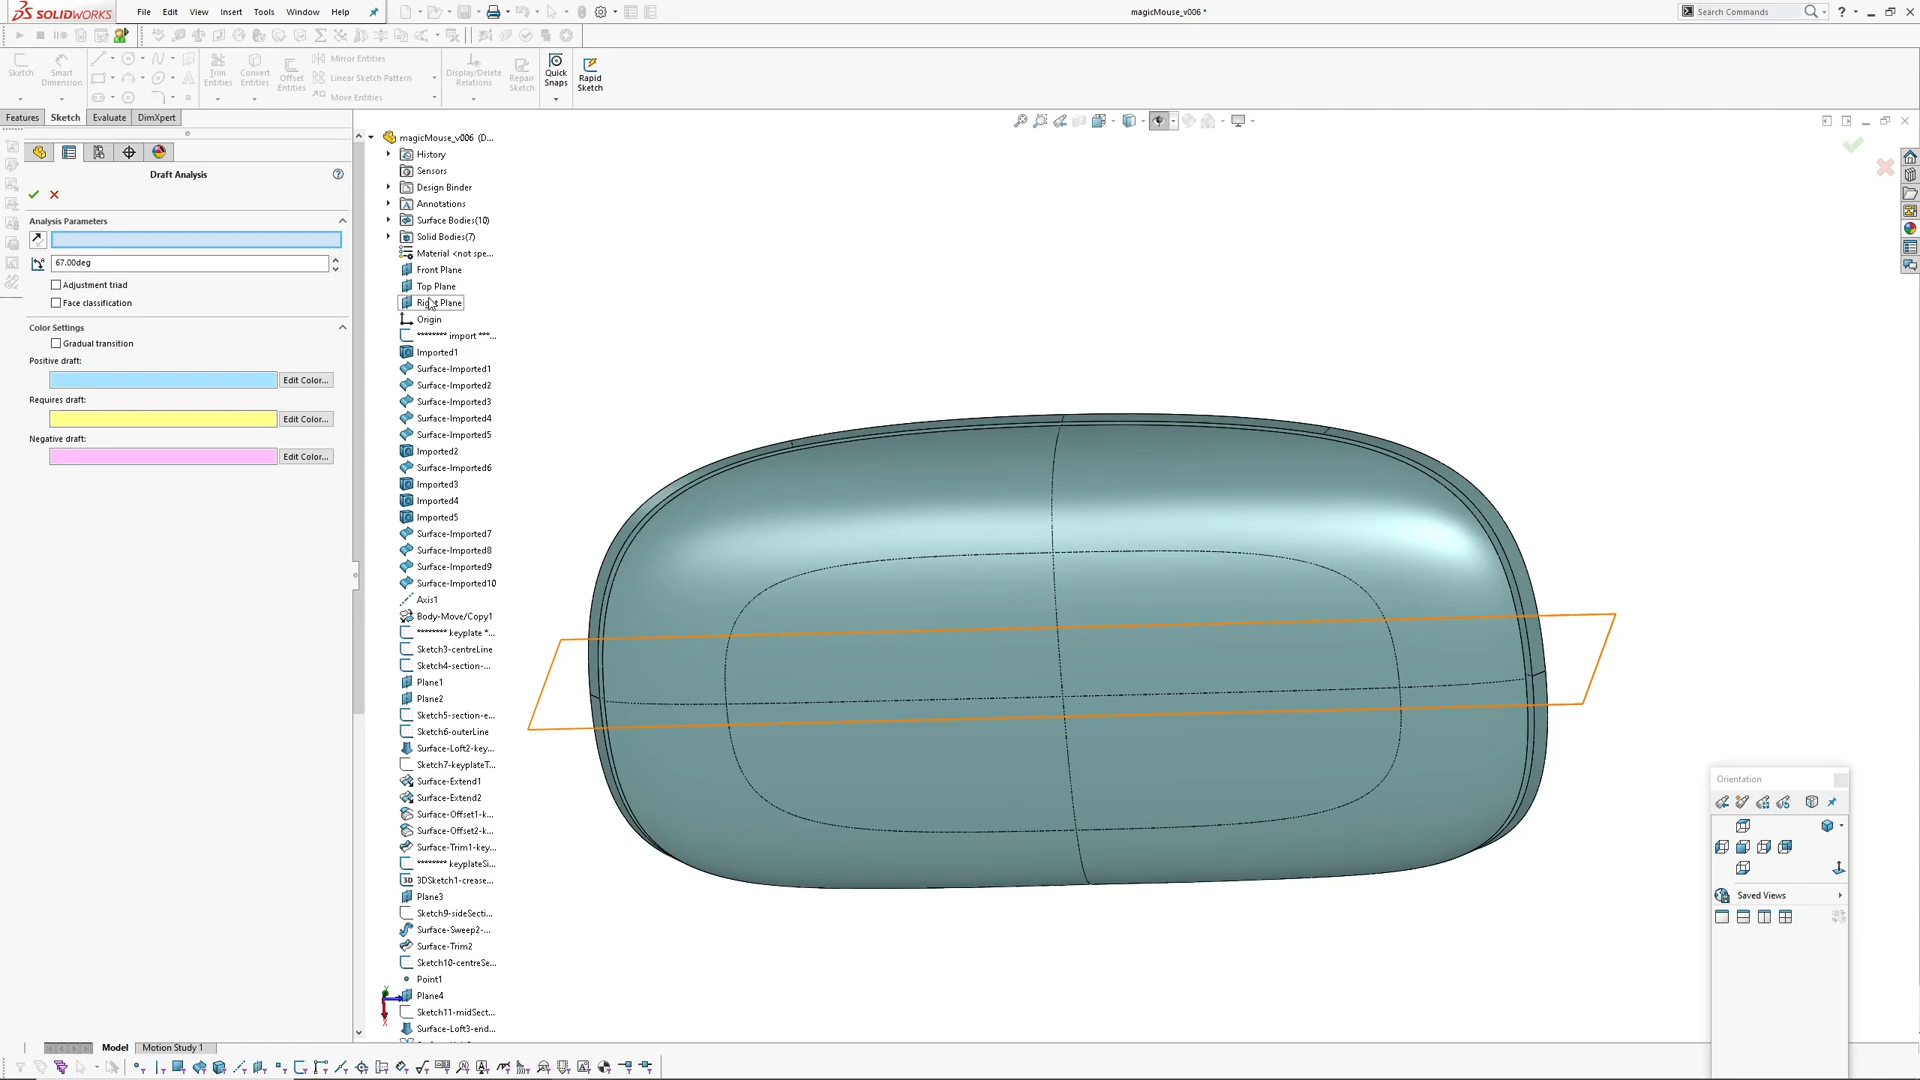 SOLIDWORKS
File Edit View Insert Tools Window Help
magicMouse_v006 *
Search Commands
Sketch
Smart Dimension
Trim Entities
Convert Entities
Offset Entities
Mirror Entities
Linear Sketch Pattern
Move Entities
Display/Delete Relations
Repair Sketch
Quick Snaps
Rapid Sketch
Features Sketch Evaluate DimXpert
Draft Analysis
Analysis Parameters
67.00deg
Adjustment triad
Face classification
Color Settings
Gradual transition
Positive draft:
Edit Color...
Requires draft:
Edit Color...
Negative draft:
Edit Color...
magicMouse_v006 (D...
History
Sensors
Design Binder
Annotations
Surface Bodies(10)
Solid Bodies(7)
Material <not spe...
Front Plane
Top Plane
Right Plane
Origin
******** import ***...
Imported1
Surface-Imported1
Surface-Imported2
Surface-Imported3
Surface-Imported4
Surface-Imported5
Imported2
Surface-Imported6
Imported3
Imported4
Imported5
Surface-Imported7
Surface-Imported8
Surface-Imported9
Surface-Imported10
Axis1
Body-Move/Copy1
******** keyplate *...
Sketch3-centreLine
Sketch4-section-...
Plane1
Plane2
Sketch5-section-e...
Sketch6-outerLine
Surface-Loft2-key...
Sketch7-keyplateT...
Surface-Extend1
Surface-Extend2
Surface-Offset1-k...
Surface-Offset2-k...
Surface-Trim1-key...
******** keyplateSi...
3DSketch1-crease...
Plane3
Sketch9-sideSecti...
Surface-Sweep2-...
Surface-Trim2
Sketch10-centreSe...
Point1
Plane4
Sketch11-midSect...
Surface-Loft3-end...
Orientation
Saved Views
Model Motion Study 1